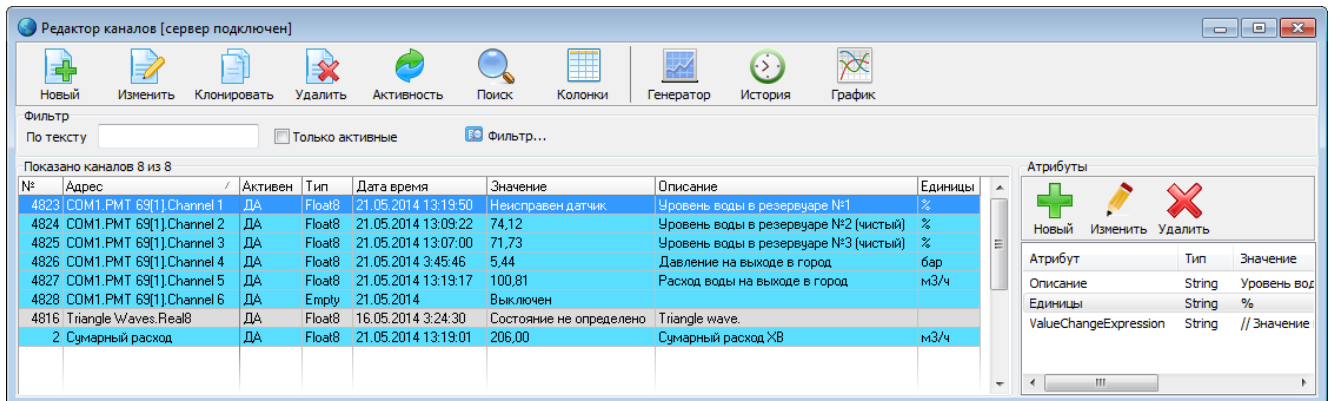 Редактор каналов [сервер подключен]
Новый Изменить Клонировать Удалить Активность Поиск Колонки Генератор История График
Фильтр
По тексту Только активные Фильтр...
Показано каналов 8 из 8
№ Адрес Активен Тип Дата время Значение Описание Единицы
4823 COM1.РМТ 69[1].Channel 1 ДА Float8 21.05.2014 13:19:50 Неисправен датчик Уровень воды в резервуаре №1 %
4824 COM1.РМТ 69[1].Channel 2 ДА Float8 21.05.2014 13:09:22 74,12 Уровень воды в резервуаре №2 (чистый) %
4825 COM1.РМТ 69[1].Channel 3 ДА Float8 21.05.2014 13:07:00 71,73 Уровень воды в резервуаре №3 (чистый) %
4826 COM1.РМТ 69[1].Channel 4 ДА Float8 21.05.2014 3:45:46 5,44 Давление на выходе в город бар
4827 COM1.РМТ 69[1].Channel 5 ДА Float8 21.05.2014 13:19:17 100,81 Расход воды на выходе в город м3/ч
4828 COM1.РМТ 69[1].Channel 6 ДА Empty 21.05.2014 Выключен
4816 Triangle Waves.Real8 ДА Float8 16.05.2014 3:24:30 Состояние не определено Triangle wave.
2 Сумарный расход ДА Float8 21.05.2014 13:19:01 206,00 Сумарный расход ХВ м3/ч
Атрибуты
Новый Изменить Удалить
Атрибут Тип Значение
Описание String Уровень вод
Единицы String %
ValueChangeExpression String // Значение